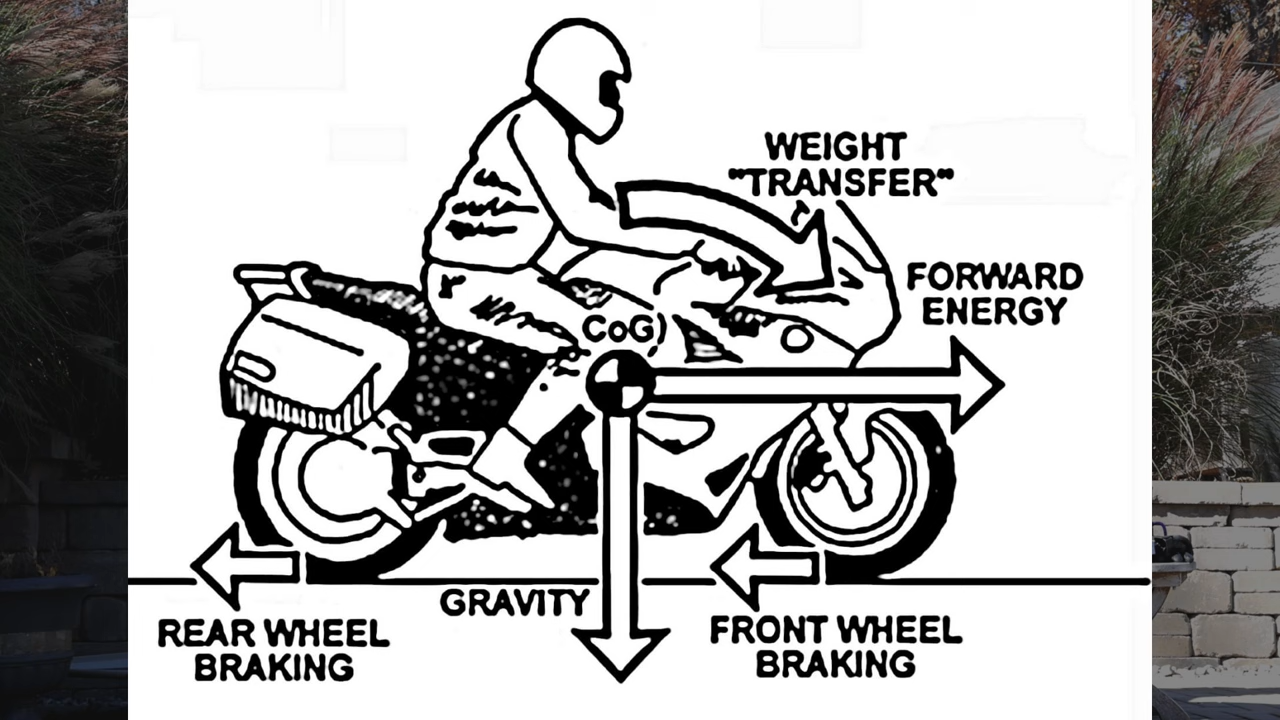 WEIGHT
"TRANSFER"
FORWARD
ENERGY
CoG)
GRAVITY
REAR WHEEL
BRAKING
FRONT WHEEL
BRAKING